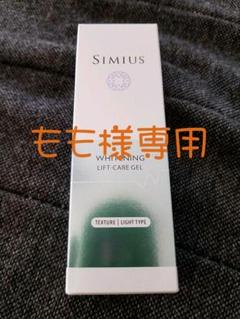 SIMIUS
もも様専用
WHITENING
LIFT-CARE GEL
TEXTURE | LIGHT TYPE